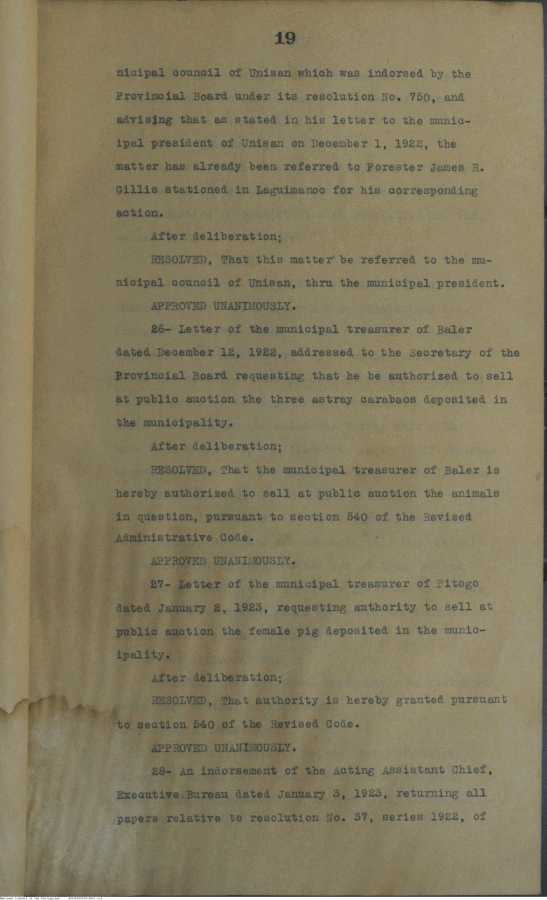 19
nicipal council of Unisan which was indorsed by the
Provincial Board under its resolution No. 750, and
advising that as stated in his letter to the munic-
ipal president of Unisan on December 1, 1922, the
matter has already been referred to Forester James R.
Gillis stationed in Laguimanoc for his corresponding
action.
After deliberation;
RESOLVED, That this matter be referred to the mu-
nicipal council of Unisan, thru the municipal president.
APPROVED UNANIMOUSLY.
26- Letter of the municipal treasurer of Baler
dated December 12, 1922, addressed to the Secretary of the
Provincial Board requesting that he be authorized to sell
at public auction the three astray carabaos deposited in
the municipality.
After deliberation;
RESOLVED, That the municipal treasurer of Baler is
hereby authorized to sell at public auction the animals
in question, pursuant to section 540 of the Revised
Administrative Code.
APPROVED UNANIMOUSLY.
27- Letter of the municipal treasurer of Pitogo
dated January 2, 1923, requesting authority to sell at
public auction the female pig deposited in the munic-
ipality.
After deliberation;
RESOLVED, That authority is hereby granted pursuant
to section 540 of the Revised Code.
APPROVED UNANIMOUSLY.
28- An indorsement of the Acting Assistant Chief,
Executive Bureau dated January 3, 1923, returning all
papers relative to resolution No. 37, series 1922, of
National Library of the Philippines